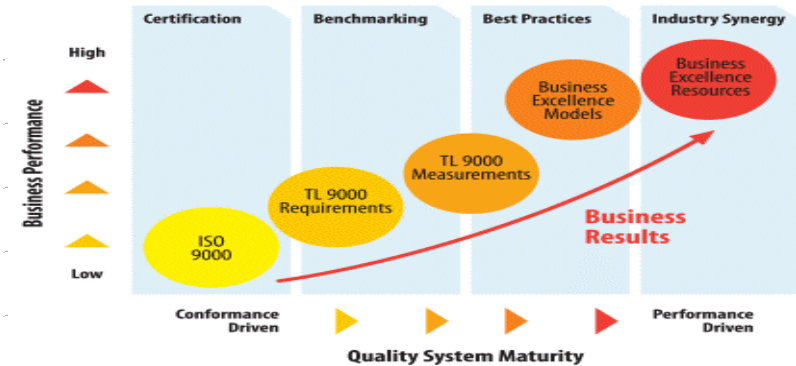 Certification
Benchmarking
Best Practices
Industry Synergy
High
Business Performance
Low
ISO
9000
TL 9000
Requirements
TL 9000
Measurements
Business
Excellence
Models
Business
Excellence
Resources
Business
Results
Conformance
Driven
Performance
Driven
Quality System Maturity